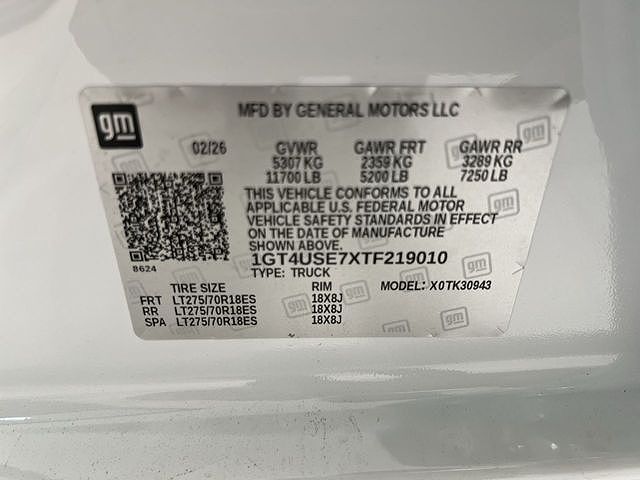 gm
MFD BY GENERAL MOTORS LLC
02/26 GVWR GAWR FRT GAWR RR
5307 KG 2359 KG 3289 KG
11700 LB 5200 LB 7250 LB
THIS VEHICLE CONFORMS TO ALL
APPLICABLE U.S. FEDERAL MOTOR
VEHICLE SAFETY STANDARDS IN EFFECT
ON THE DATE OF MANUFACTURE
SHOWN ABOVE.
8624
1GT4USE7XTF219010
TYPE: TRUCK
TIRE SIZE RIM MODEL: X0TK30943
FRT LT275/70R18ES 18X8J
RR LT275/70R18ES 18X8J
SPA LT275/70R18ES 18X8J